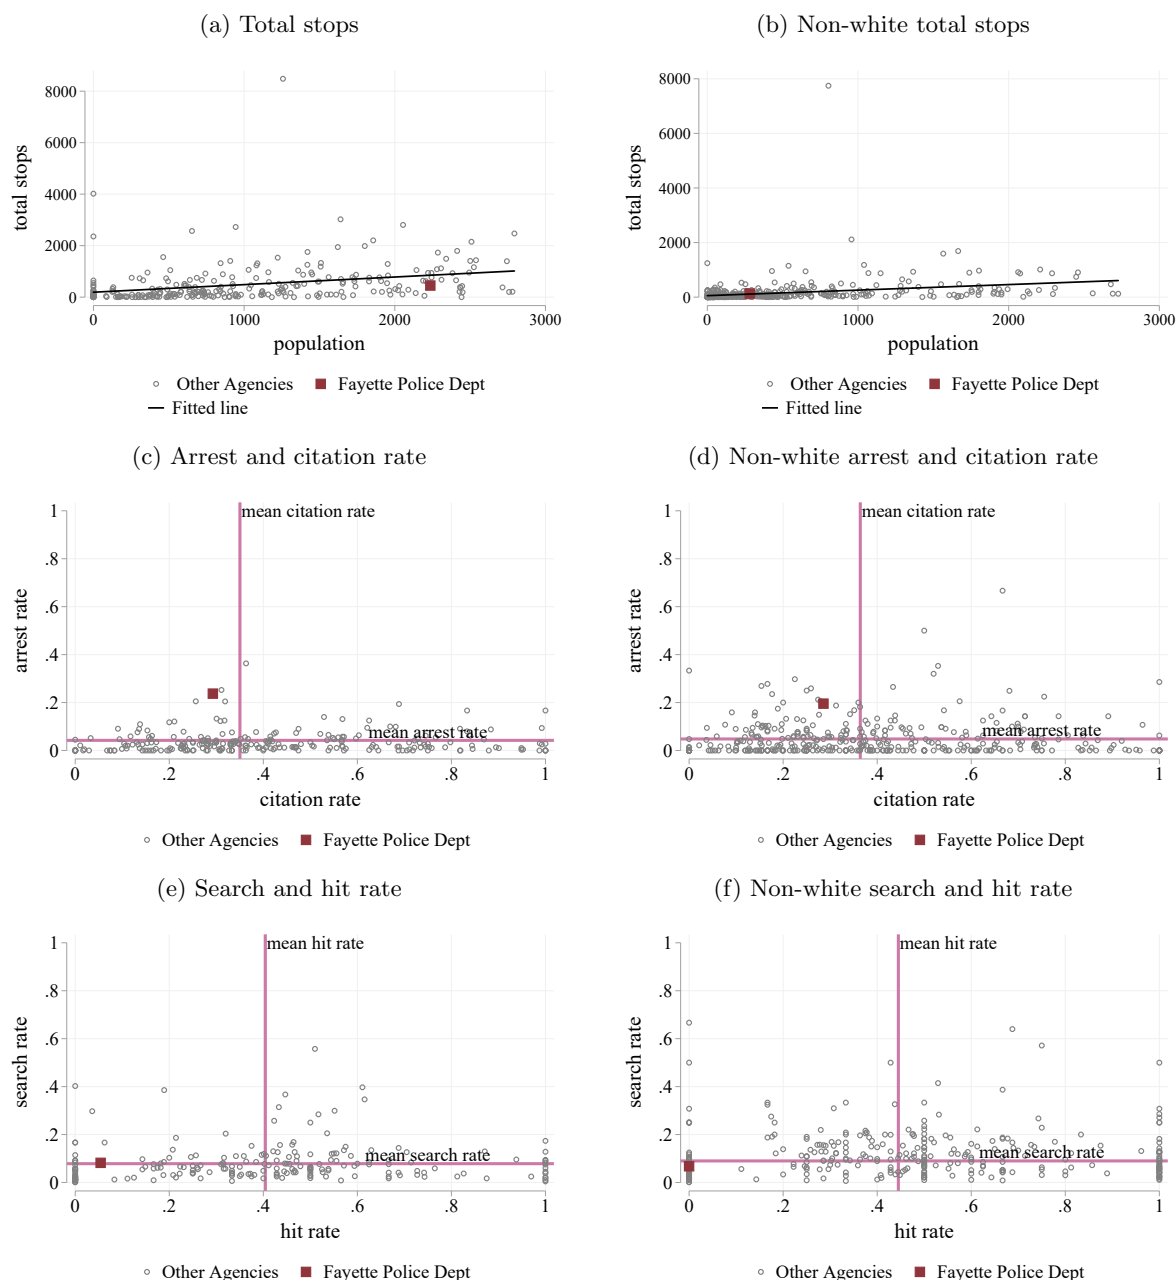 (a) Total stops
(b) Non-white total stops
8000
6000
4000
2000
0
total stops
0 1000 2000 3000
population
Other Agencies Fayette Police Dept
Fitted line
8000
6000
4000
2000
0
total stops
0 1000 2000 3000
population
Other Agencies Fayette Police Dept
Fitted line
(c) Arrest and citation rate
(d) Non-white arrest and citation rate
1
.8
.6
.4
.2
0
arrest rate
mean citation rate
mean arrest rate
0 .2 .4 .6 .8 1
citation rate
Other Agencies Fayette Police Dept
1
.8
.6
.4
.2
0
arrest rate
mean citation rate
mean arrest rate
0 .2 .4 .6 .8 1
citation rate
Other Agencies Fayette Police Dept
(e) Search and hit rate
(f) Non-white search and hit rate
1
.8
.6
.4
.2
0
search rate
mean hit rate
mean search rate
0 .2 .4 .6 .8 1
hit rate
Other Agencies Fayette Police Dept
1
.8
.6
.4
.2
0
search rate
mean hit rate
mean search rate
0 .2 .4 .6 .8 1
hit rate
Other Agencies Fayette Police Dept